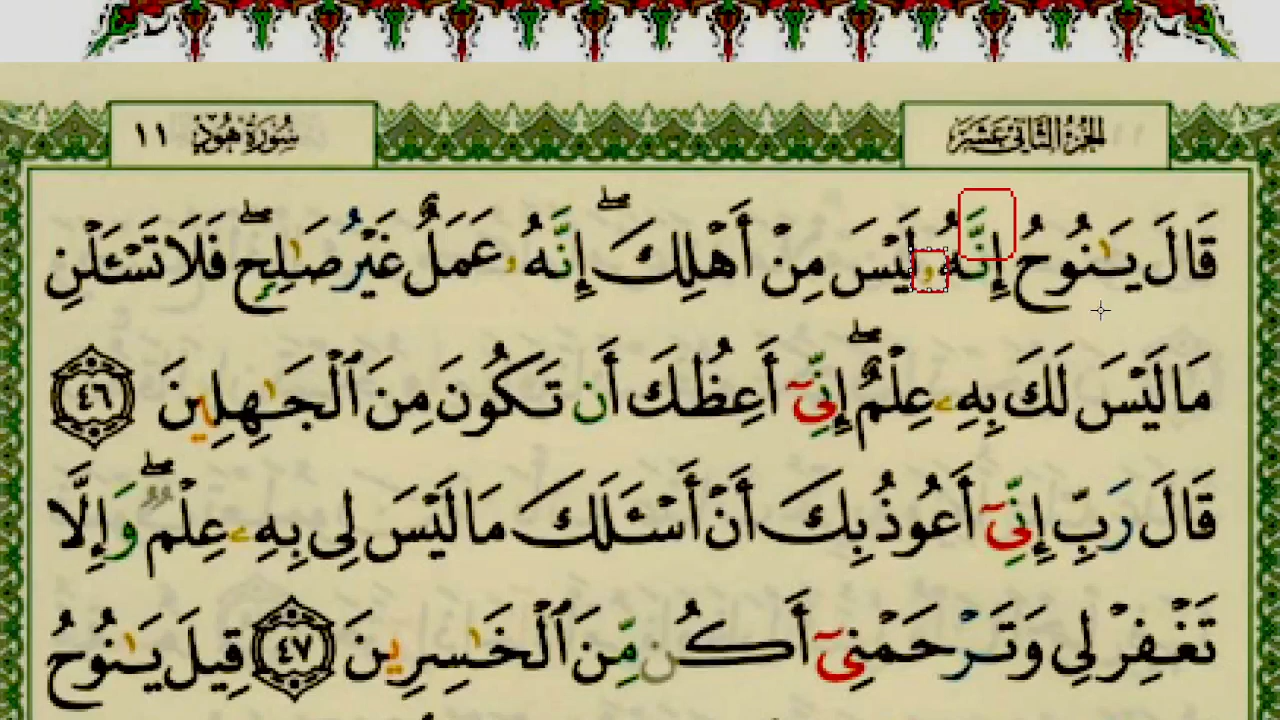 الجزء الثاني عشر
سورة هود ١١
قَالَ يَـٰنُوحُ إِنَّهُۥ لَيْسَ مِنْ أَهْلِكَ ۖ إِنَّهُۥ عَمَلٌ غَيْرُ صَـٰلِحٍ ۖ فَلَا تَسْـَٔلْنِ
مَا لَيْسَ لَكَ بِهِۦ عِلْمٌ ۖ إِنِّىٓ أَعِظُكَ أَن تَكُونَ مِنَ ٱلْجَـٰهِلِينَ ٤٦
قَالَ رَبِّ إِنِّىٓ أَعُوذُ بِكَ أَنْ أَسْـَٔلَكَ مَا لَيْسَ لِى بِهِۦ عِلْمٌ ۖ وَإِلَّا
تَغْفِرْ لِى وَتَرْحَمْنِىٓ أَكُن مِّنَ ٱلْخَـٰسِرِينَ ٤٧ قِيلَ يَـٰنُوحُ